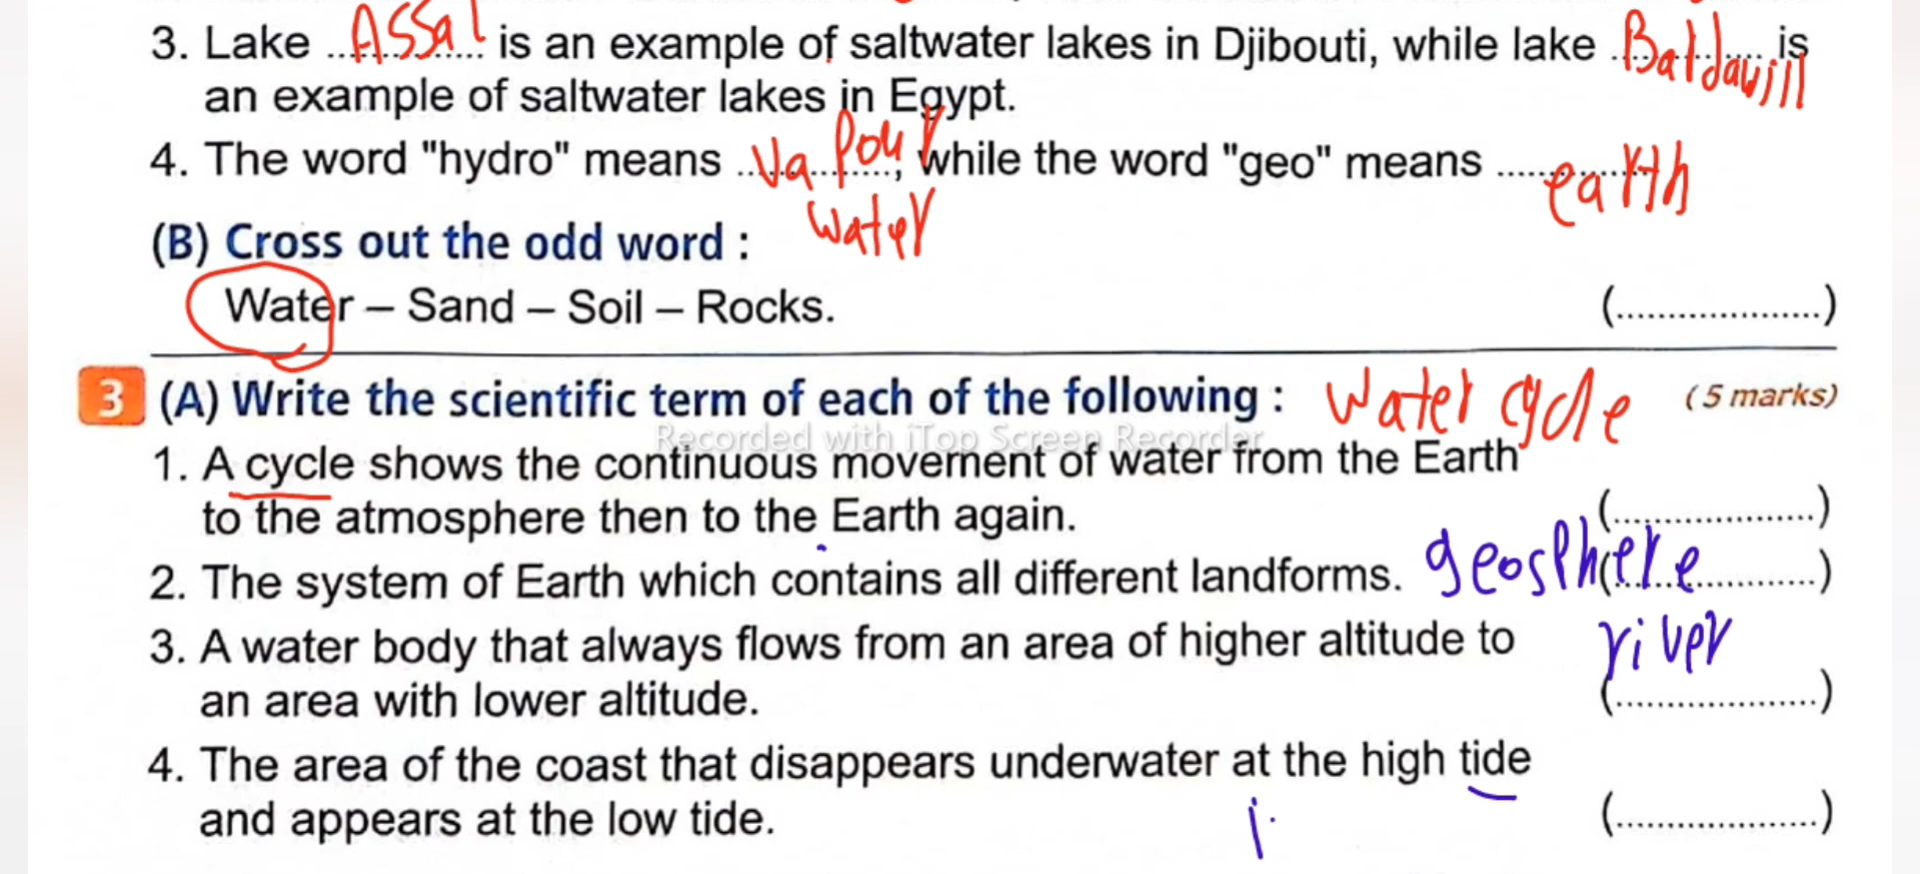 3. Lake ...Assal... is an example of saltwater lakes in Djibouti, while lake ...Baldawill... is
an example of saltwater lakes in Egypt.
4. The word "hydro" means ...Vapour..., while the word "geo" means ...earth
water
(B) Cross out the odd word :
Water – Sand – Soil – Rocks. (....................)
3 (A) Write the scientific term of each of the following : water cycle (5 marks)
Recorded with iTop Screen Recorder
1. A cycle shows the continuous movement of water from the Earth
to the atmosphere then to the Earth again. (....................)
2. The system of Earth which contains all different landforms. geosphere (....................)
3. A water body that always flows from an area of higher altitude to river
an area with lower altitude. (....................)
4. The area of the coast that disappears underwater at the high tide
and appears at the low tide. i (....................)